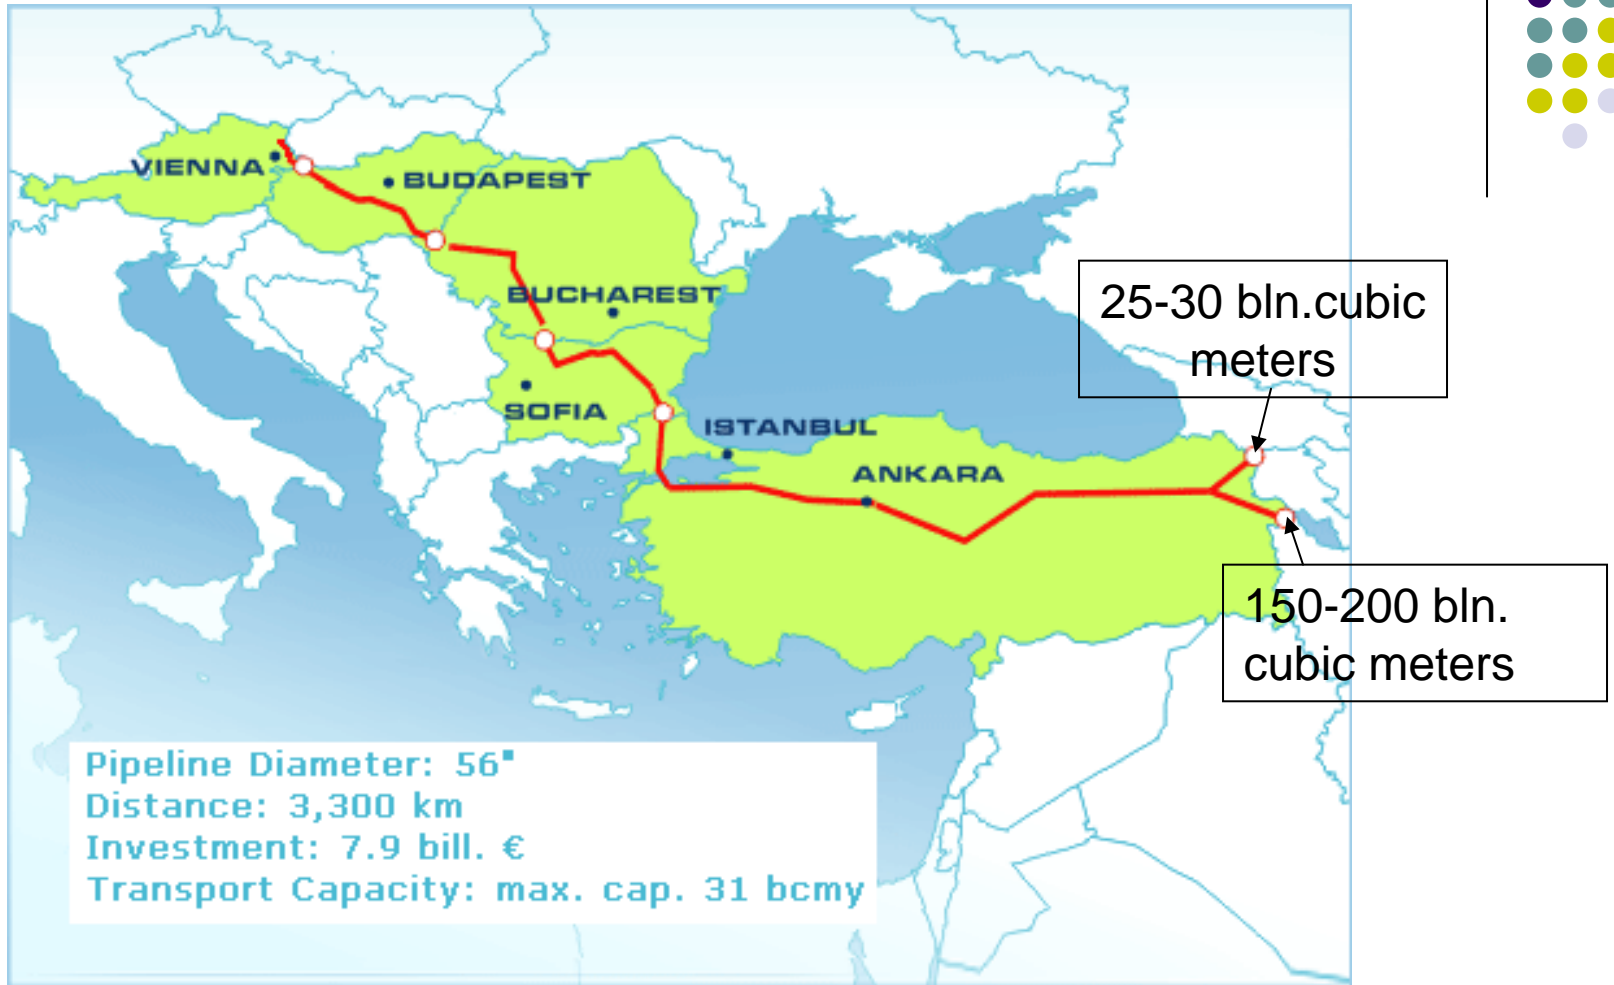 VIENNA
BUDAPEST
BUCHAREST
25-30 bln.cubic
meters
SOFIA
ISTANBUL
ANKARA
150-200 bln.
cubic meters
Pipeline Diameter: 56"
Distance: 3,300 km
Investment: 7.9 bill. €
Transport Capacity: max. cap. 31 bcmy